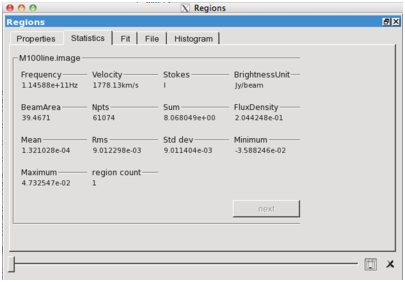 Regions
Regions
Properties Statistics Fit File Histogram
M100line.image
Frequency Velocity Stokes BrightnessUnit
1.14588e+11Hz 1778.13km/s I Jy/beam
BeamArea Npts Sum FluxDensity
39.4671 61074 8.068049e+00 2.044248e-01
Mean Rms Std dev Minimum
1.321028e-04 9.012298e-03 9.011404e-03 -3.588246e-02
Maximum region count
4.732547e-02 1
next